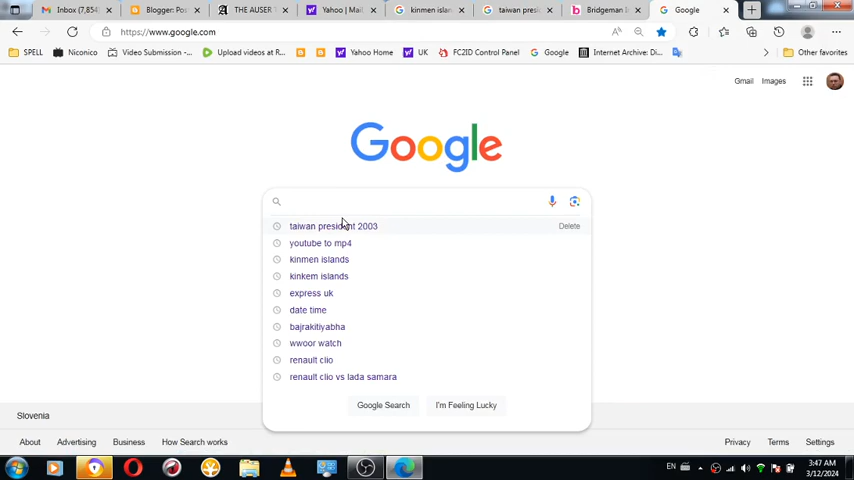 Inbox (7,854)
Blogger: Pos
THE AUSER T
Yahoo | Mail
kinmen islan
taiwan presi
Bridgeman I
Google
https://www.google.com
SPELL
Niconico
Video Submission -...
Upload videos at R...
Yahoo Home
UK
FC2ID Control Panel
Google
Internet Archive: Di...
Other favorites
Gmail Images
Google
taiwan president 2003 Delete
youtube to mp4
kinmen islands
kinkem islands
express uk
date time
bajrakitiyabha
wwoor watch
renault clio
renault clio vs lada samara
Google Search I'm Feeling Lucky
Slovenia
About Advertising Business How Search works Privacy Terms Settings
EN
3:47 AM
3/12/2024